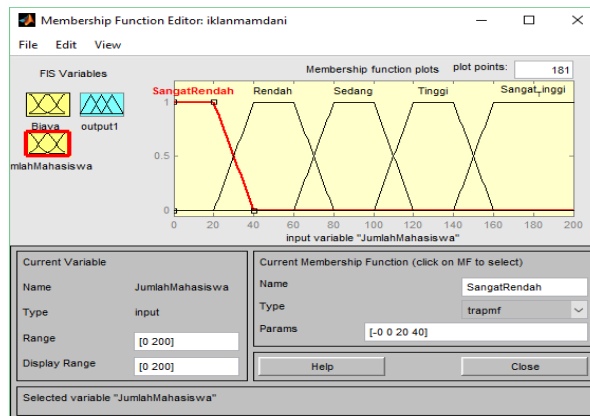 Membership Function Editor: iklanmamdani
File Edit View
FIS Variables
Membership function plots plot points: 181
SangatRendah Rendah Sedang Tinggi Sangat_Tinggi
Biaya output1
mlahMahasiswa
1
0.5
0
0 20 40 60 80 100 120 140 160 180 200
input variable "JumlahMahasiswa"
Current Variable
Name JumlahMahasiswa
Type input
Range [0 200]
Display Range [0 200]
Current Membership Function (click on MF to select)
Name SangatRendah
Type trapmf
Params [-0 0 20 40]
Help Close
Selected variable "JumlahMahasiswa"